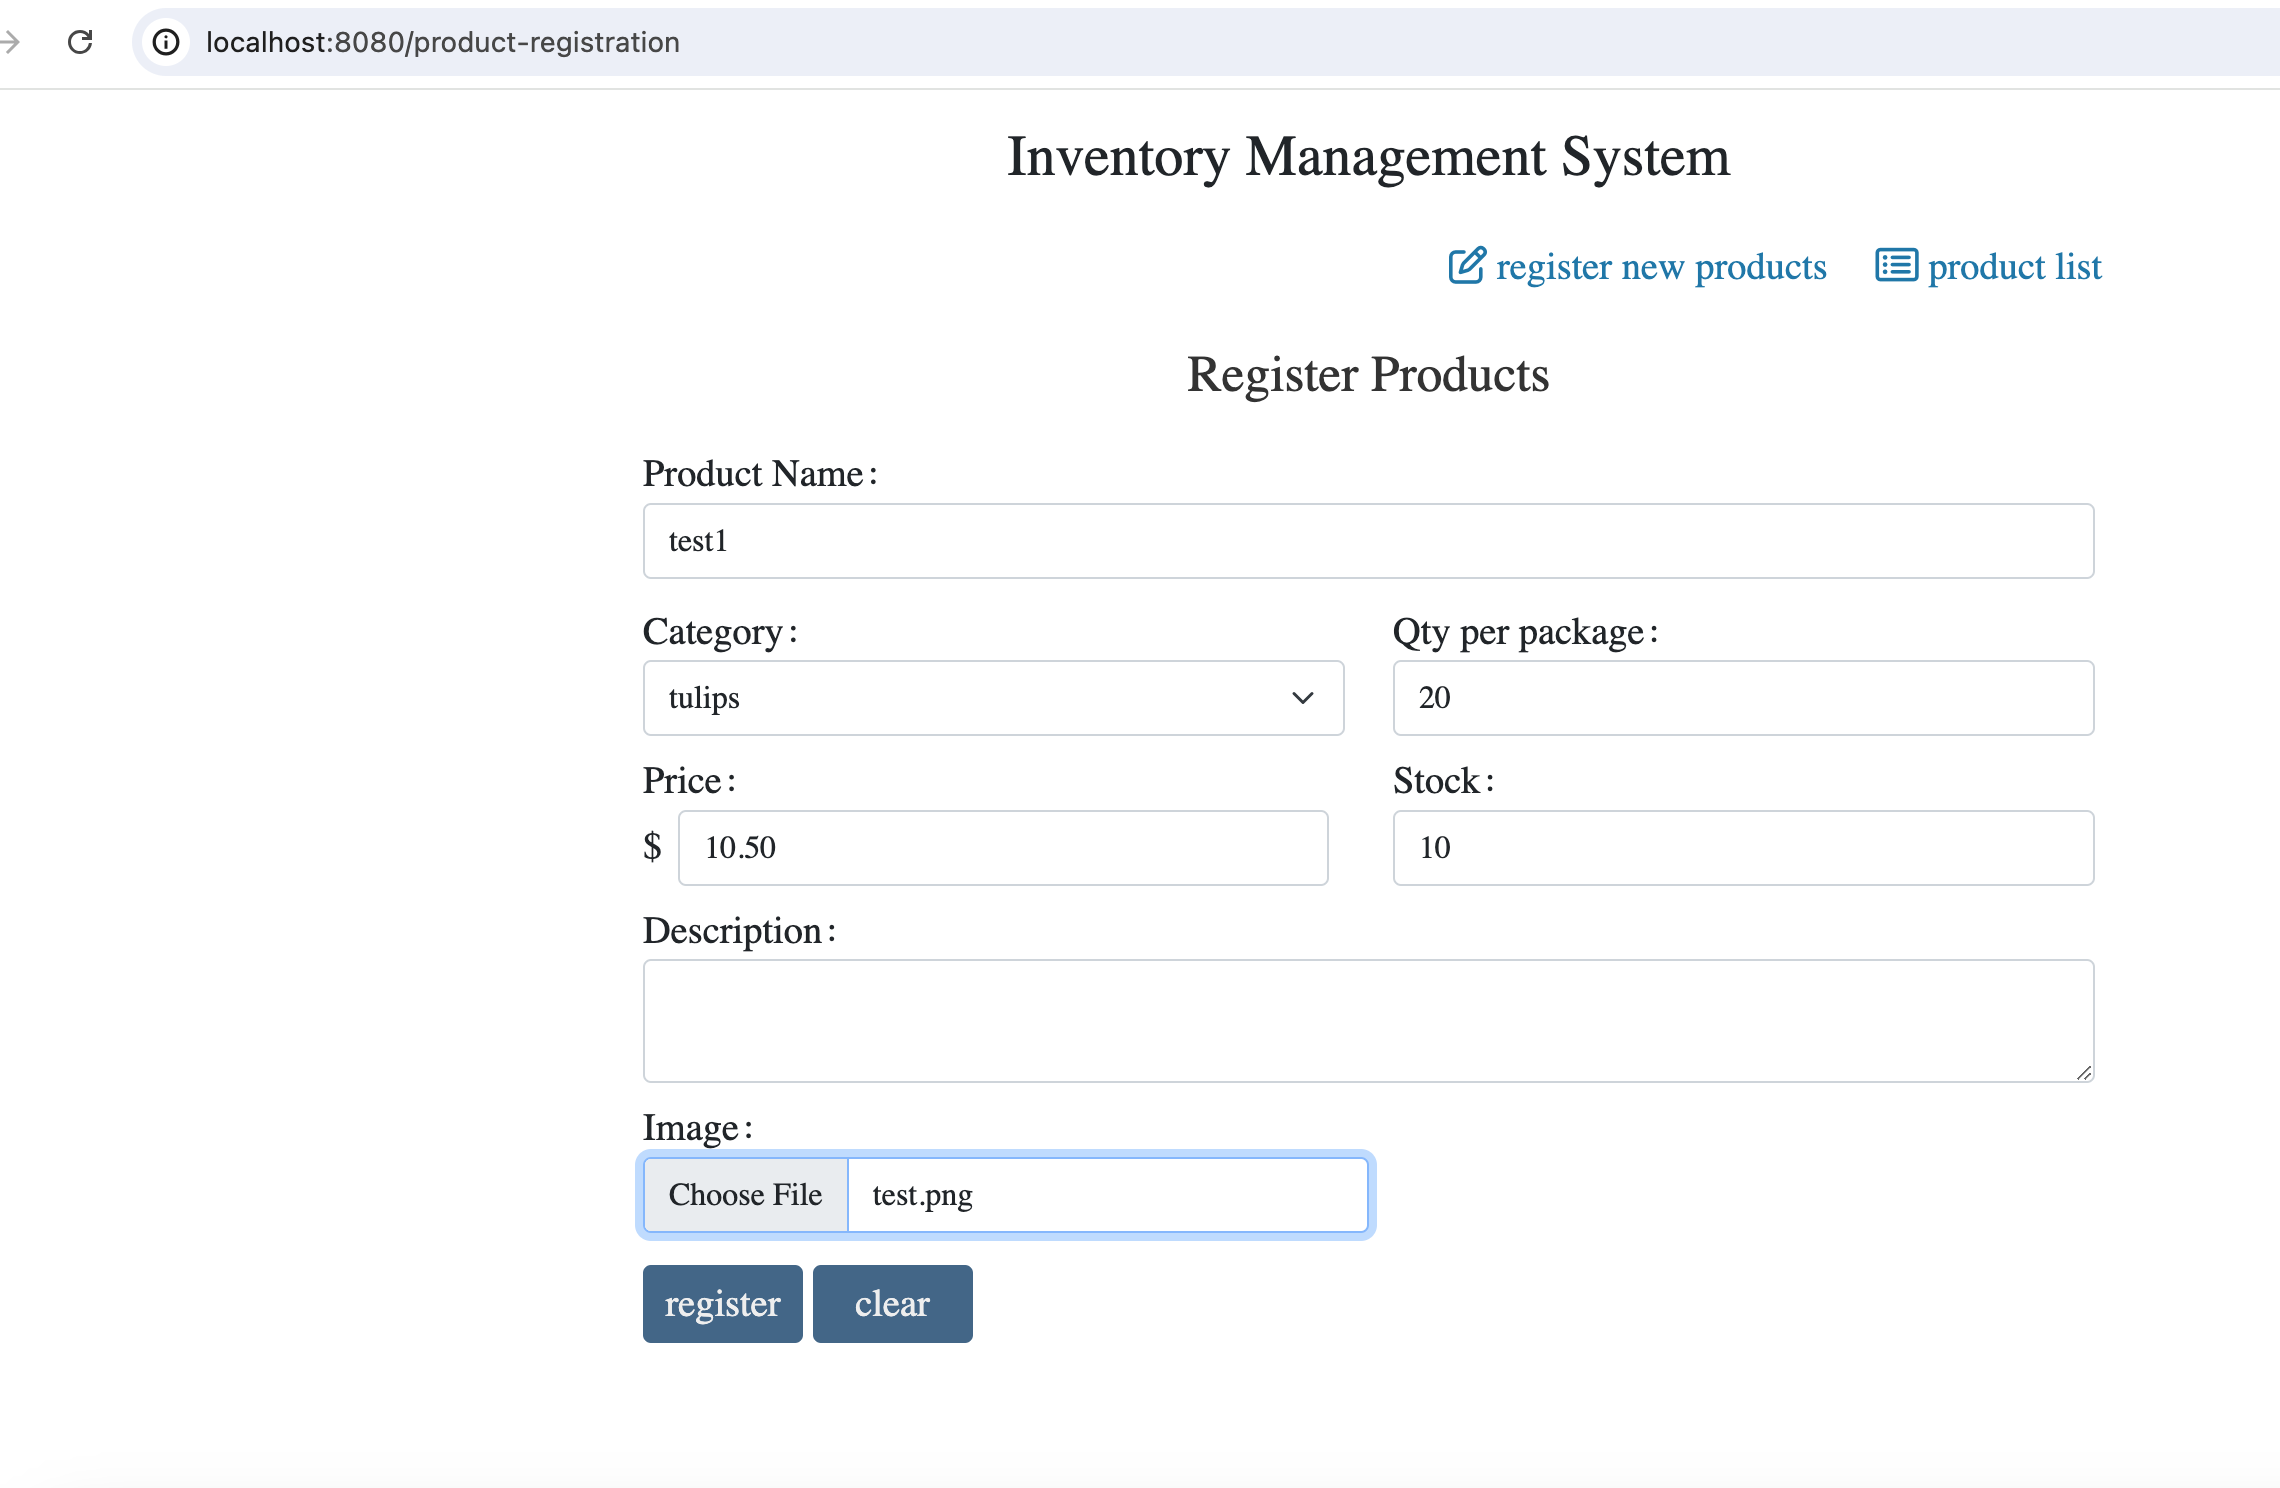 localhost:8080/product-registration
Inventory Management System
register new products product list
Register Products
Product Name:
test1
Category: Qty per package:
tulips 20
Price: Stock:
$ 10.50 10
Description:
Image:
Choose File test.png
register clear